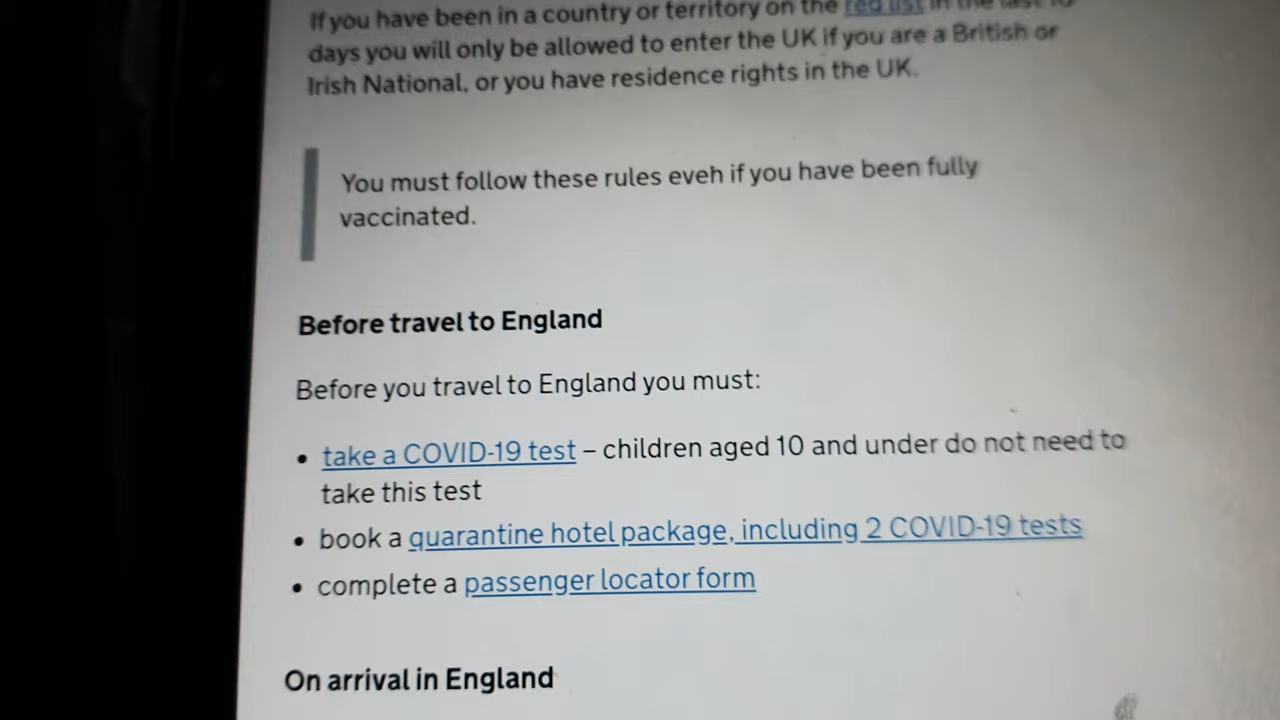 If you have been in a country or territory on the red list in the last 10
days you will only be allowed to enter the UK if you are a British or
Irish National, or you have residence rights in the UK.
You must follow these rules even if you have been fully
vaccinated.
Before travel to England
Before you travel to England you must:
• take a COVID-19 test – children aged 10 and under do not need to
take this test
• book a quarantine hotel package, including 2 COVID-19 tests
• complete a passenger locator form
On arrival in England